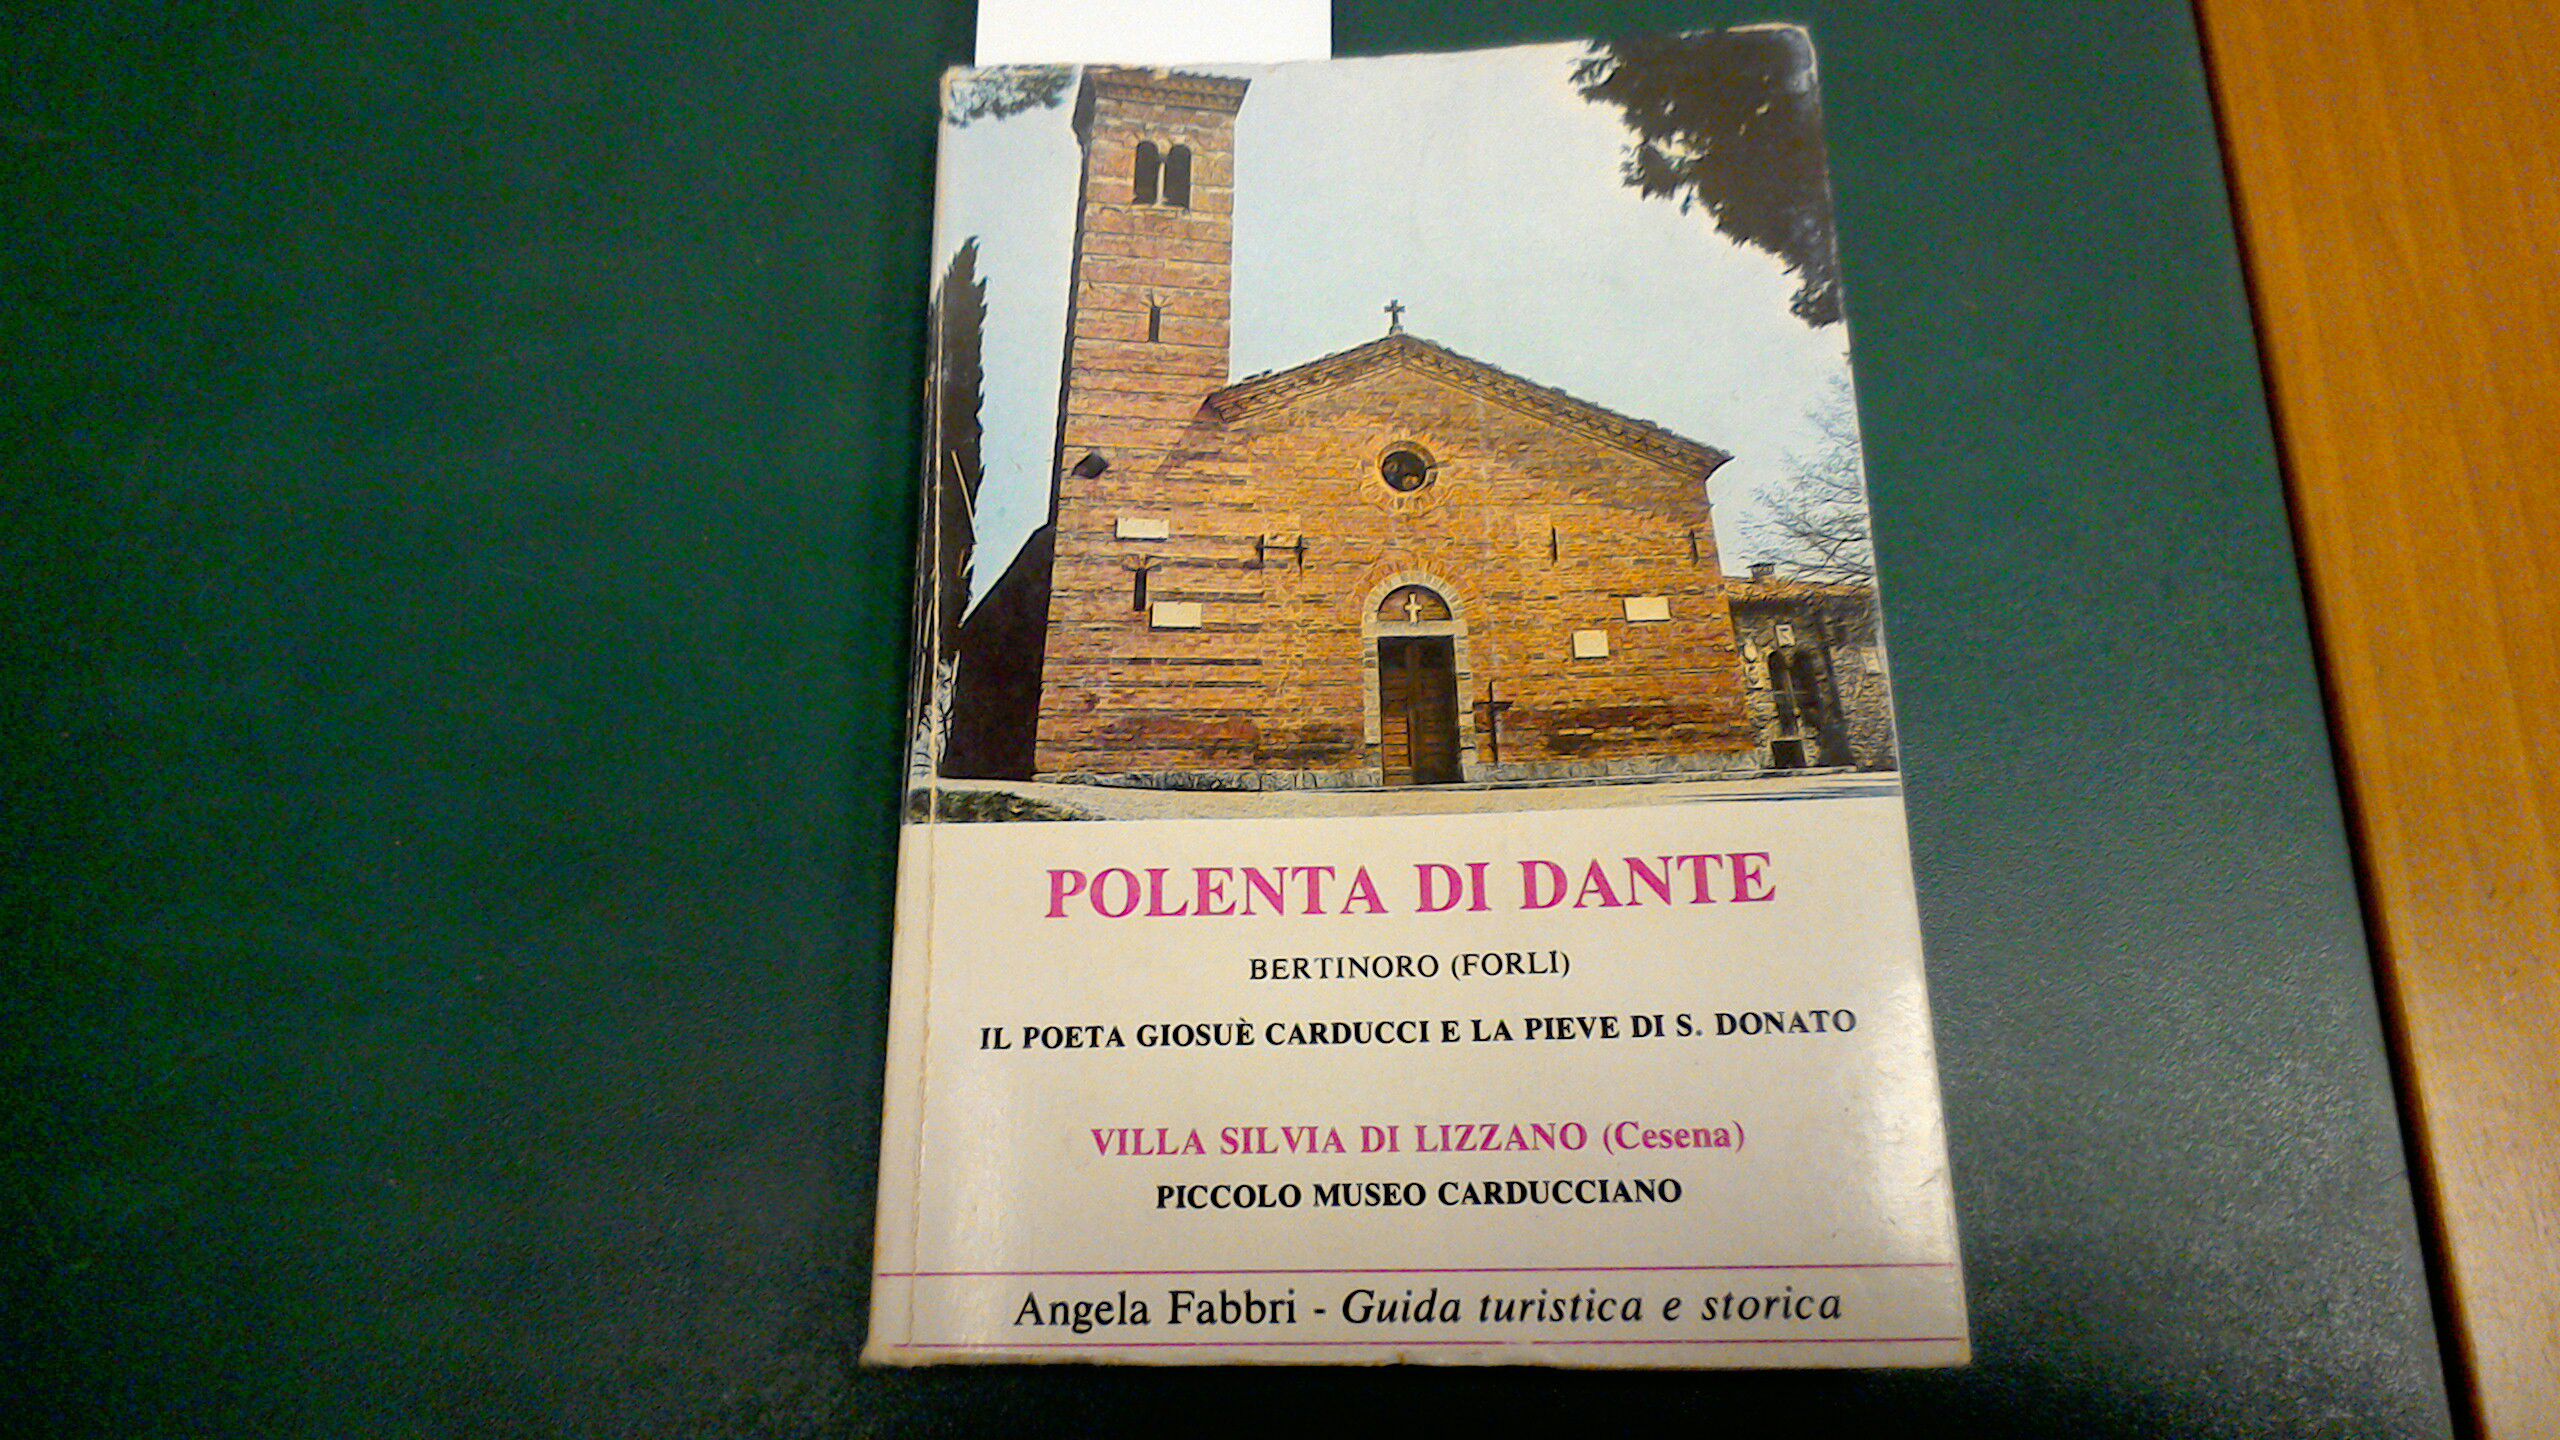 POLENTA DI DANTE
BERTINORO (FORLÌ)
IL POETA GIOSUÈ CARDUCCI E LA PIEVE DI S. DONATO
VILLA SILVIA DI LIZZANO (Cesena)
PICCOLO MUSEO CARDUCCIANO
Angela Fabbri - Guida turistica e storica